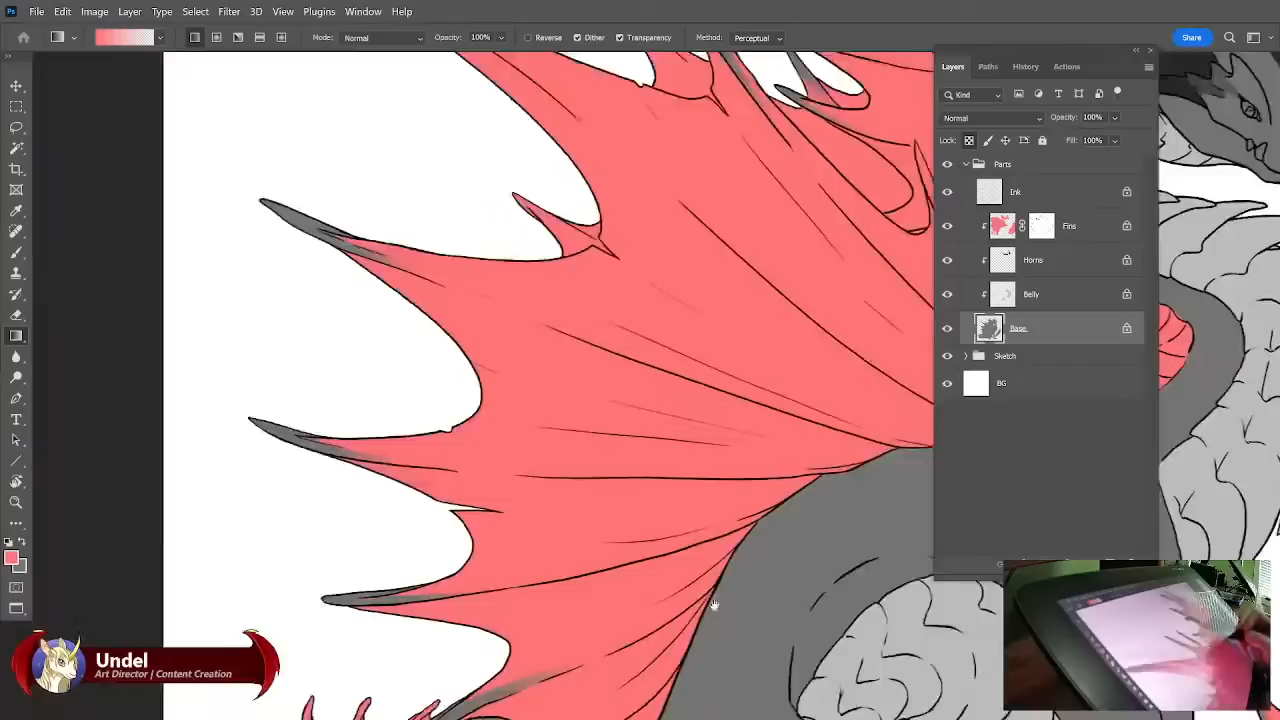 Ps File Edit Image Layer Type Select Filter 3D View Plugins Window Help
Mode: Normal Opacity: 100% Reverse Dither Transparency Method: Perceptual Share
Layers Paths History Actions
Kind
Normal Opacity: 100%
Lock: Fill: 100%
Parts
Ink
Fins
Horns
Belly
Base
Sketch
BG
Undel
Art Director | Content Creation